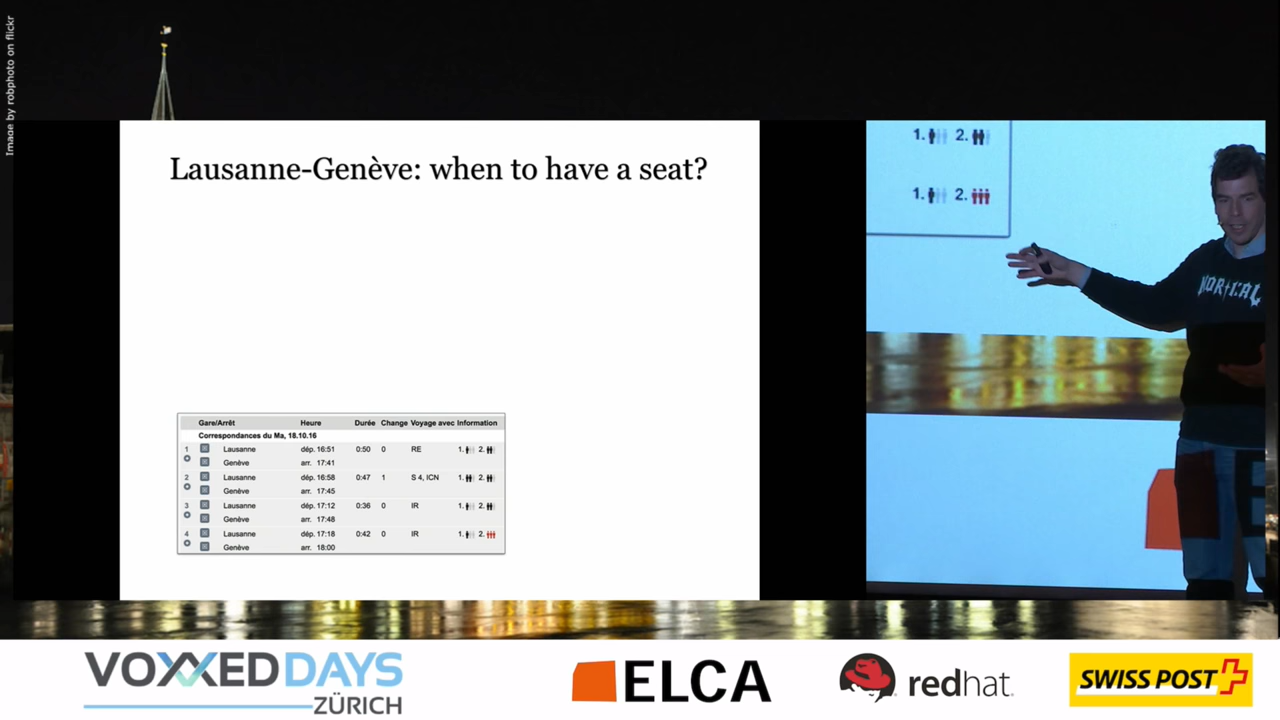 Image by robphoto on flickr
Lausanne-Genève: when to have a seat?
Gare/Arrêt Heure Durée Change Voyage avec Information
Correspondances du Ma, 18.10.16
1 Lausanne dép. 16:51 0:50 0 RE 1. 2.
Genève arr. 17:41
2 Lausanne dép. 16:58 0:47 1 S 4, ICN 1. 2.
Genève arr. 17:45
3 Lausanne dép. 17:12 0:36 0 IR 1. 2.
Genève arr. 17:48
4 Lausanne dép. 17:18 0:42 0 IR 1. 2.
Genève arr. 18:00
1. 2.
1. 2.
VOXXED DAYS
ZÜRICH
ELCA
redhat.
SWISS POST